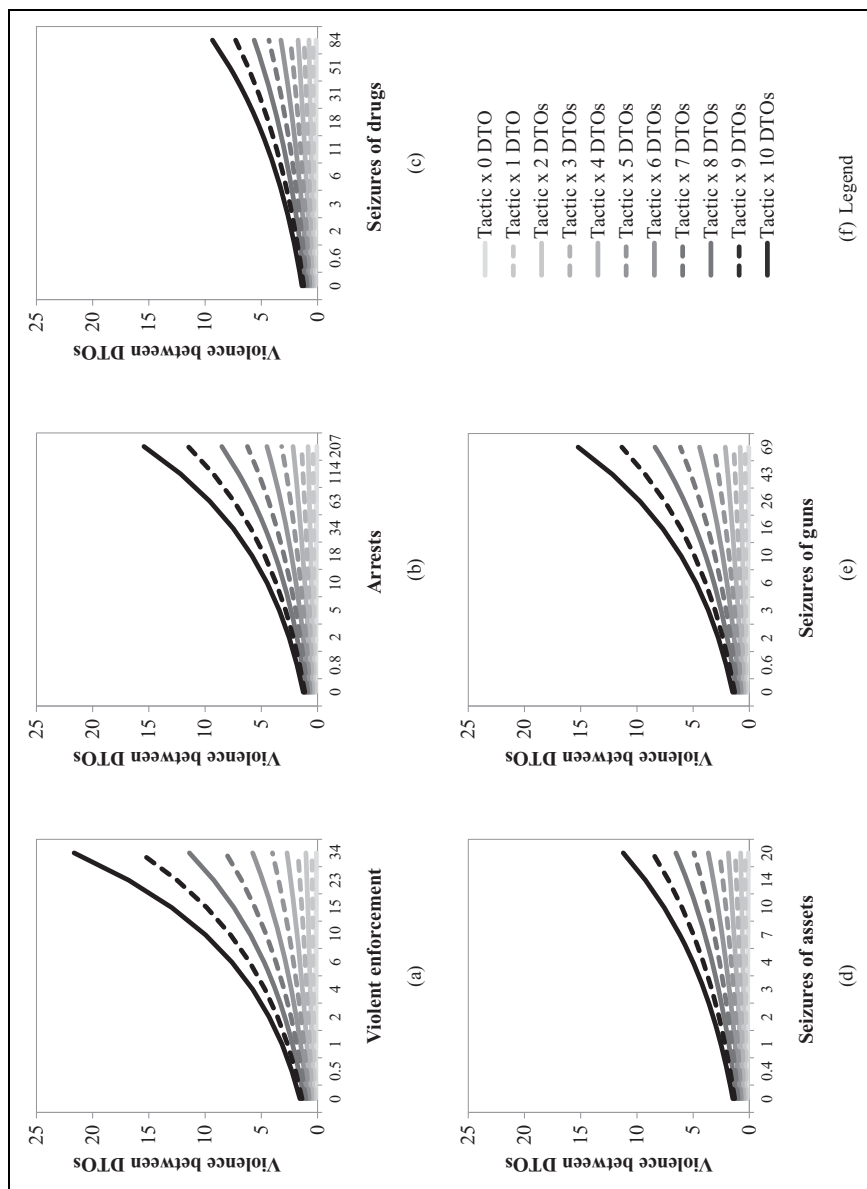 25
20
15
10
5
0
Violence between DTOs
0 0.5 1 2 4 6 10 15 23 34
Violent enforcement
(a)
25
20
15
10
5
0
Violence between DTOs
0 0.8 2 5 10 18 34 63 114 207
Arrests
(b)
25
20
15
10
5
0
Violence between DTOs
0 0.6 2 3 6 11 18 31 51 84
Seizures of drugs
(c)
25
20
15
10
5
0
Violence between DTOs
0 0.4 1 2 3 4 7 10 14 20
Seizures of assets
(d)
25
20
15
10
5
0
Violence between DTOs
0 0.6 2 3 6 10 16 26 43 69
Seizures of guns
(e)
Tactic x 0 DTO
Tactic x 1 DTO
Tactic x 2 DTOs
Tactic x 3 DTOs
Tactic x 4 DTOs
Tactic x 5 DTOs
Tactic x 6 DTOs
Tactic x 7 DTOs
Tactic x 8 DTOs
Tactic x 9 DTOs
Tactic x 10 DTOs
(f) Legend